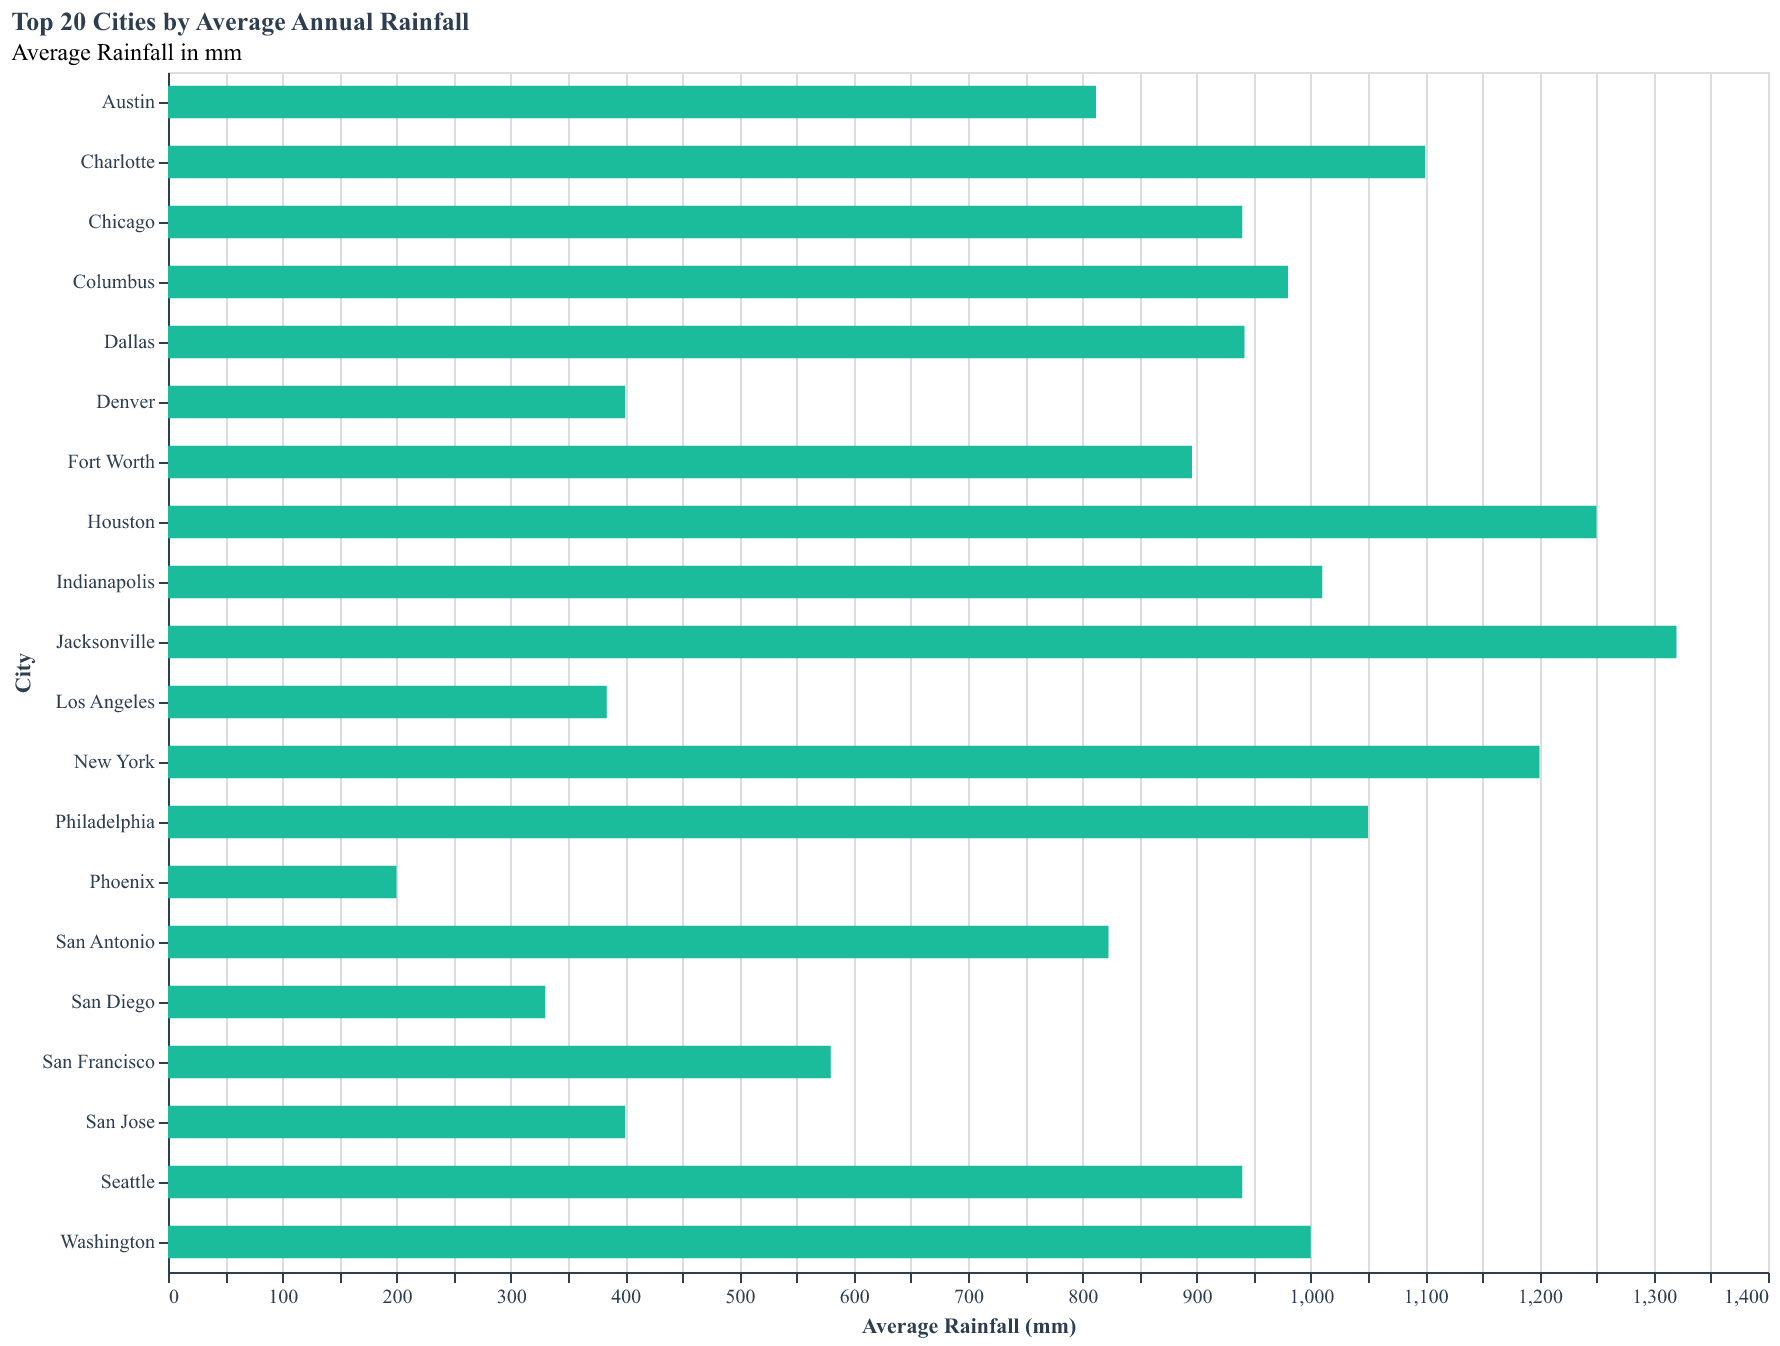 Top 20 Cities by Average Annual Rainfall
Average Rainfall in mm
City
Austin
Charlotte
Chicago
Columbus
Dallas
Denver
Fort Worth
Houston
Indianapolis
Jacksonville
Los Angeles
New York
Philadelphia
Phoenix
San Antonio
San Diego
San Francisco
San Jose
Seattle
Washington
0 100 200 300 400 500 600 700 800 900 1,000 1,100 1,200 1,300 1,400
Average Rainfall (mm)